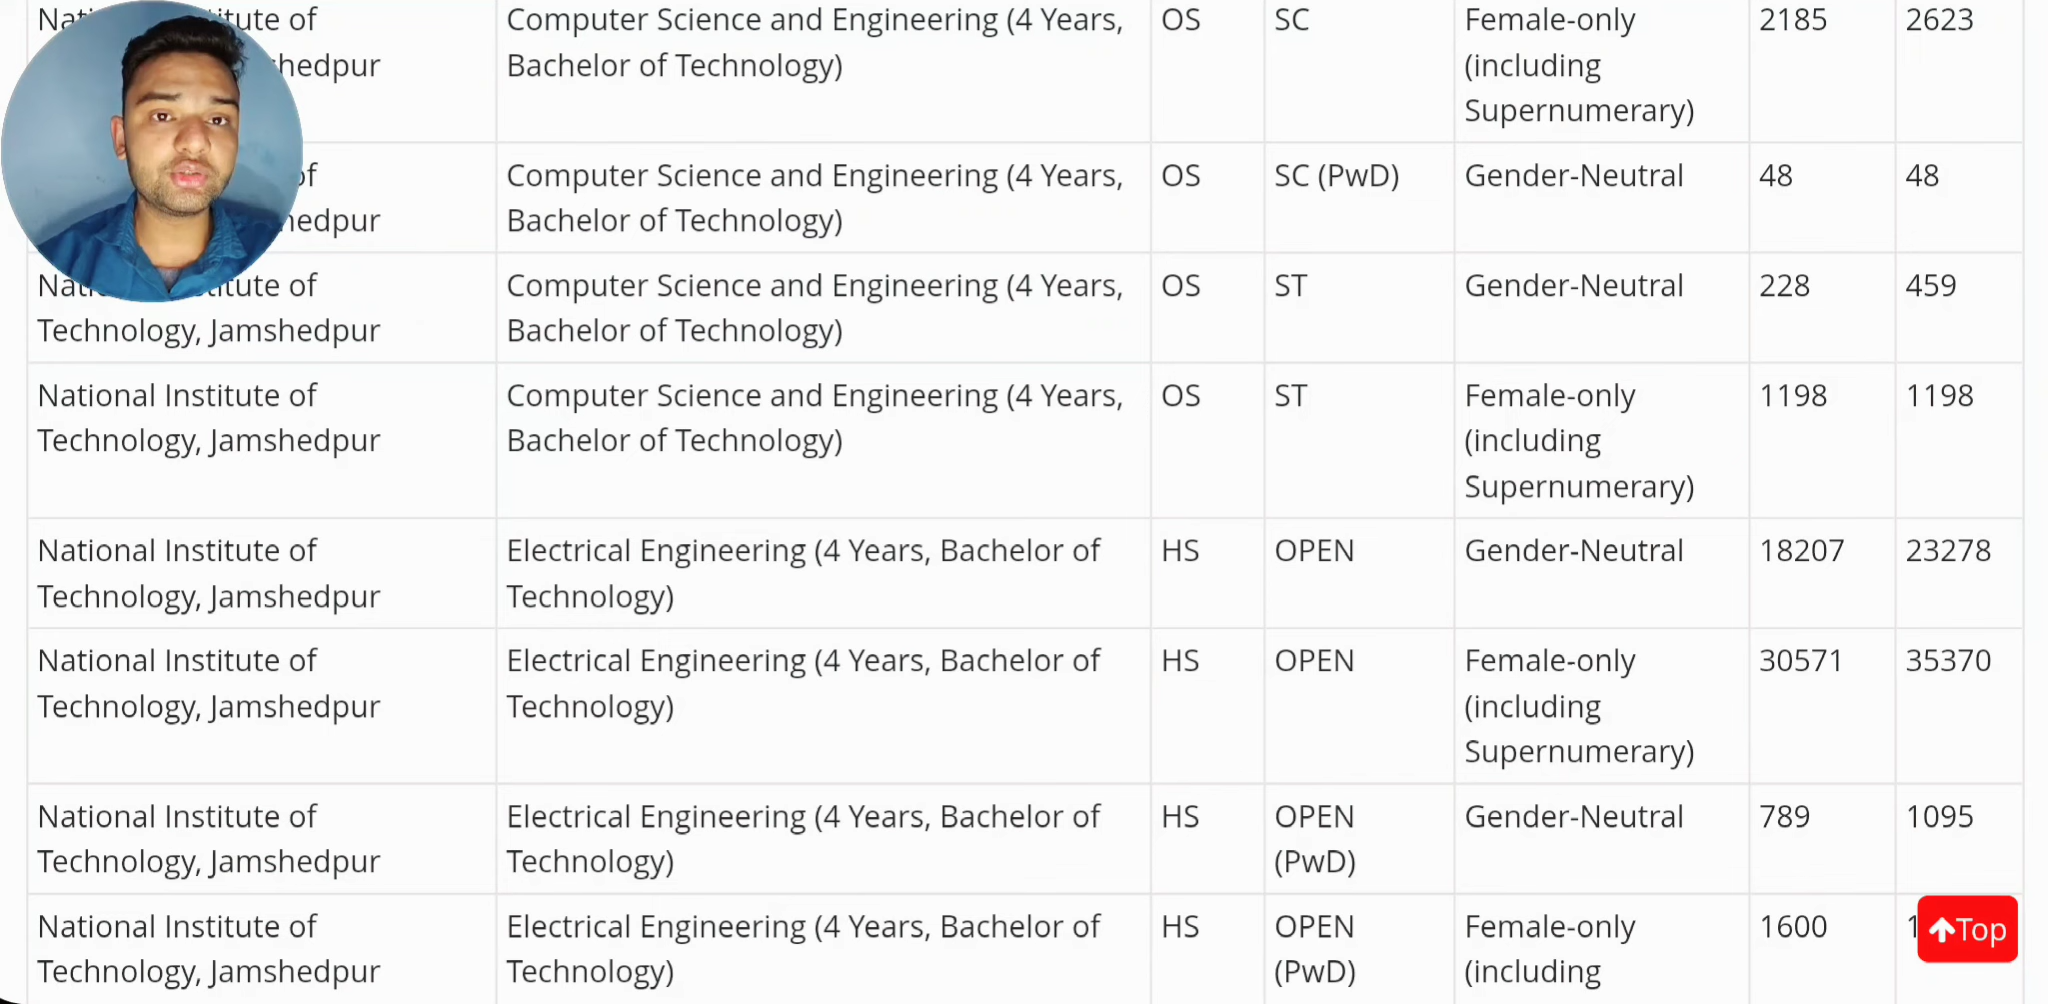 Na
tute of
Computer Science and Engineering (4 Years,
OS
SC
Female-only
2185
2623
hedpur
Bachelor of Technology)
(including
Supernumerary)
of
Computer Science and Engineering (4 Years,
OS
SC (PwD)
Gender-Neutral
48
48
hedpur
Bachelor of Technology)
itute of
Computer Science and Engineering (4 Years,
OS
ST
Gender-Neutral
228
459
Technology, Jamshedpur
Bachelor of Technology)
National Institute of
Computer Science and Engineering (4 Years,
OS
ST
Female-only
1198
1198
Technology, Jamshedpur
Bachelor of Technology)
(including
Supernumerary)
National Institute of
Electrical Engineering (4 Years, Bachelor of
HS
OPEN
Gender-Neutral
18207
23278
Technology, Jamshedpur
Technology)
National Institute of
Electrical Engineering (4 Years, Bachelor of
HS
OPEN
Female-only
30571
35370
Technology, Jamshedpur
Technology)
(including
Supernumerary)
National Institute of
Electrical Engineering (4 Years, Bachelor of
HS
OPEN
Gender-Neutral
789
1095
Technology, Jamshedpur
Technology)
(PwD)
National Institute of
Electrical Engineering (4 Years, Bachelor of
HS
OPEN
Female-only
1600
Top
Technology, Jamshedpur
Technology)
(PwD)
(including